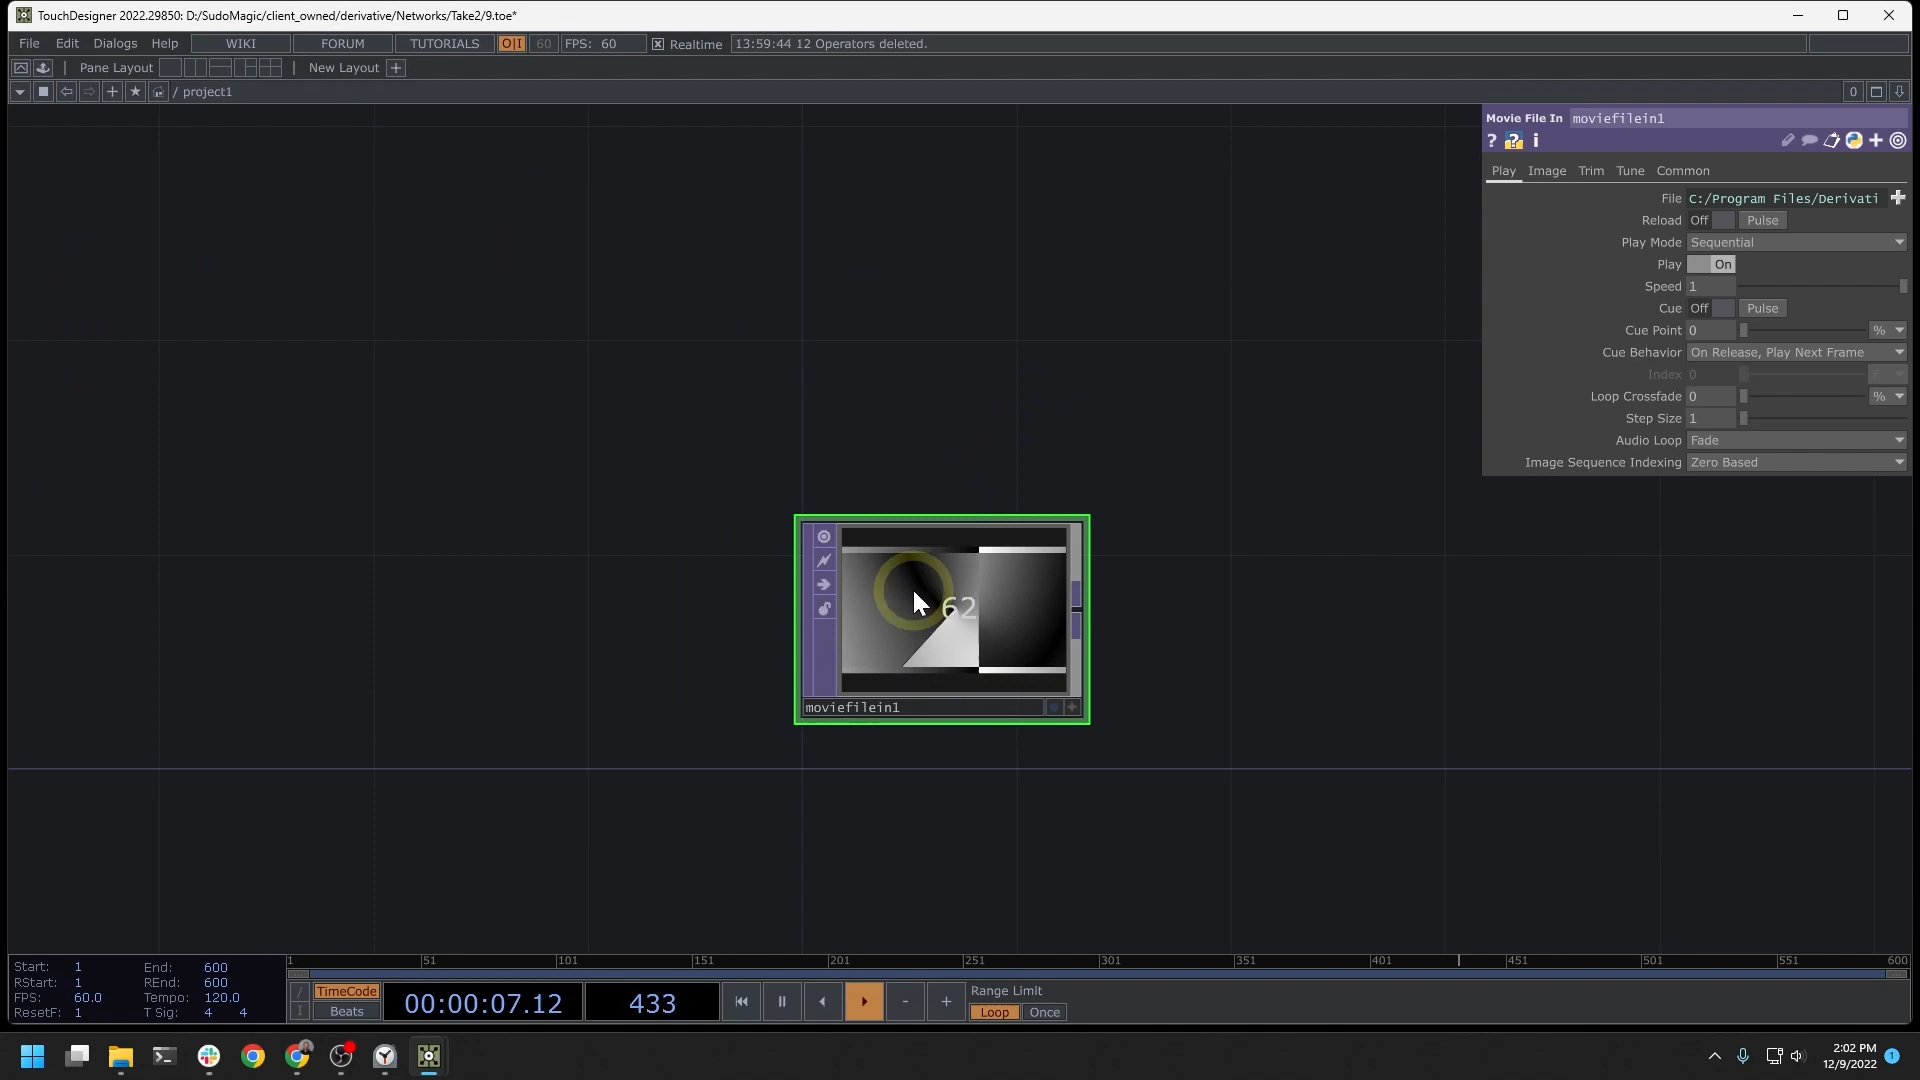 TouchDesigner 2022.29850: D:/SudoMagic/client_owned/derivative/Networks/Take2/9.toe*
File Edit Dialogs Help WIKI FORUM TUTORIALS O|I 60 FPS: 60 Realtime 13:59:44 12 Operators deleted.
Pane Layout New Layout +
/ project1 0
Movie File In moviefilein1
? ? i
Play Image Trim Tune Common
File C:/Program Files/Derivati
Reload Off Pulse
Play Mode Sequential
Play On
Speed 1
Cue Off Pulse
Cue Point 0 %
Cue Behavior On Release, Play Next Frame
Index 0
Loop Crossfade 0 %
Step Size 1
Audio Loop Fade
Image Sequence Indexing Zero Based
62
moviefilein1
1 51 101 151 201 251 301 351 401 451 501 551 600
Start: 1 End: 600
RStart: 1 REnd: 600
FPS: 60.0 Tempo: 120.0
ResetF: 1 T Sig: 4 4
/ TimeCode
I Beats
00:00:07.12 433 - +
Range Limit
Loop Once
2:02 PM
12/9/2022 1